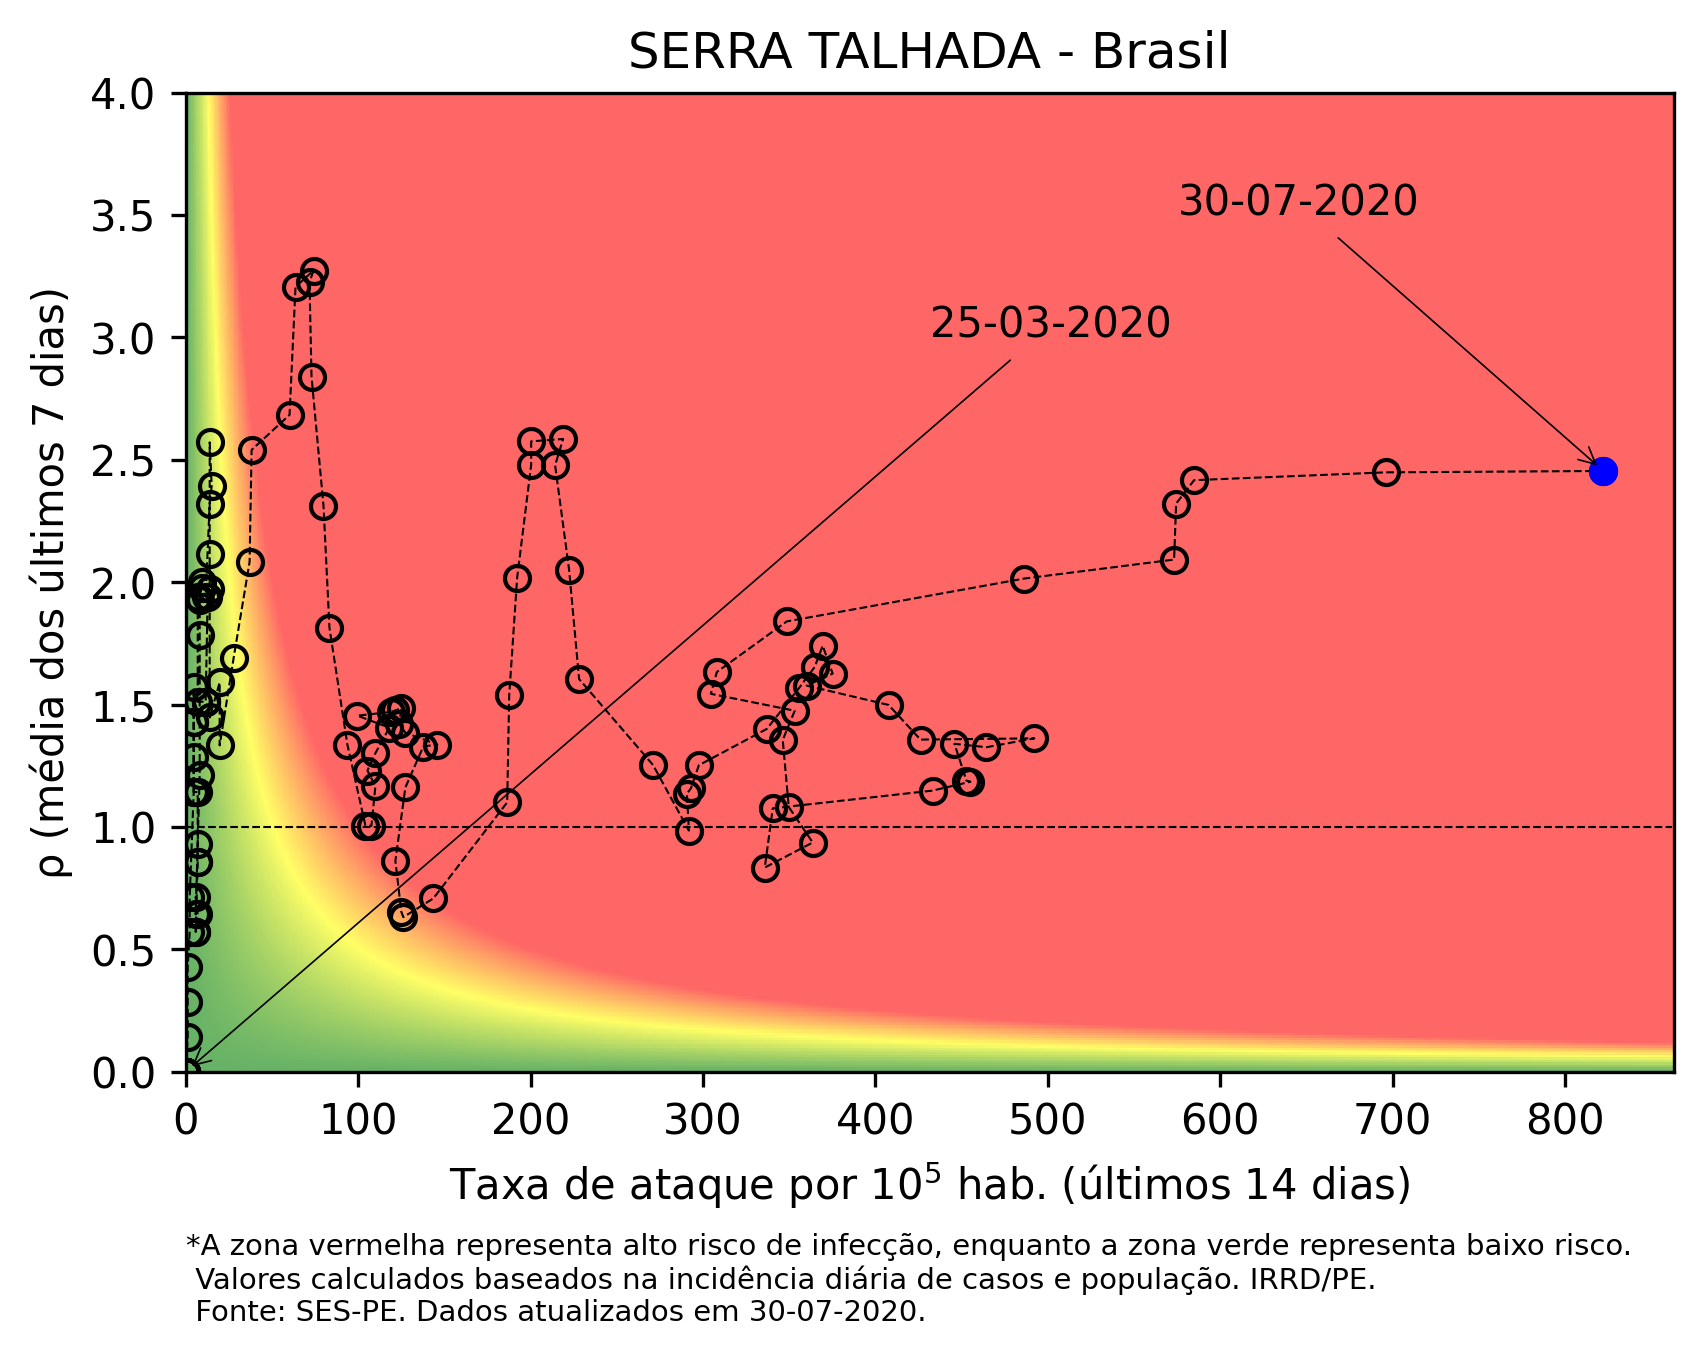 SERRA TALHADA - Brasil
4.0
3.5
3.0
2.5
2.0
1.5
1.0
0.5
0.0
ρ (média dos últimos 7 dias)
30-07-2020
25-03-2020
0 100 200 300 400 500 600 700 800
Taxa de ataque por 10⁵ hab. (últimos 14 dias)
*A zona vermelha representa alto risco de infecção, enquanto a zona verde representa baixo risco.
Valores calculados baseados na incidência diária de casos e população. IRRD/PE.
Fonte: SES-PE. Dados atualizados em 30-07-2020.